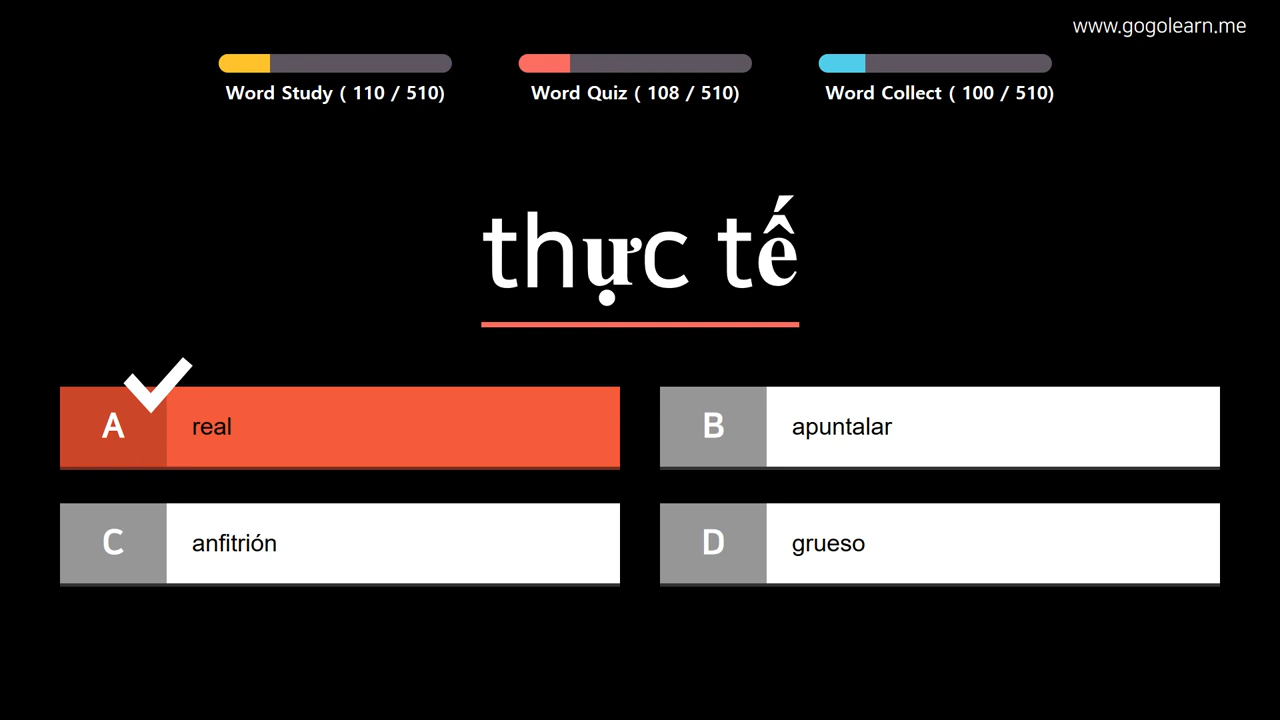 www.gogolearn.me
Word Study ( 110 / 510)
Word Quiz ( 108 / 510)
Word Collect ( 100 / 510)
thực tế
A real
B apuntalar
C anfitrión
D grueso